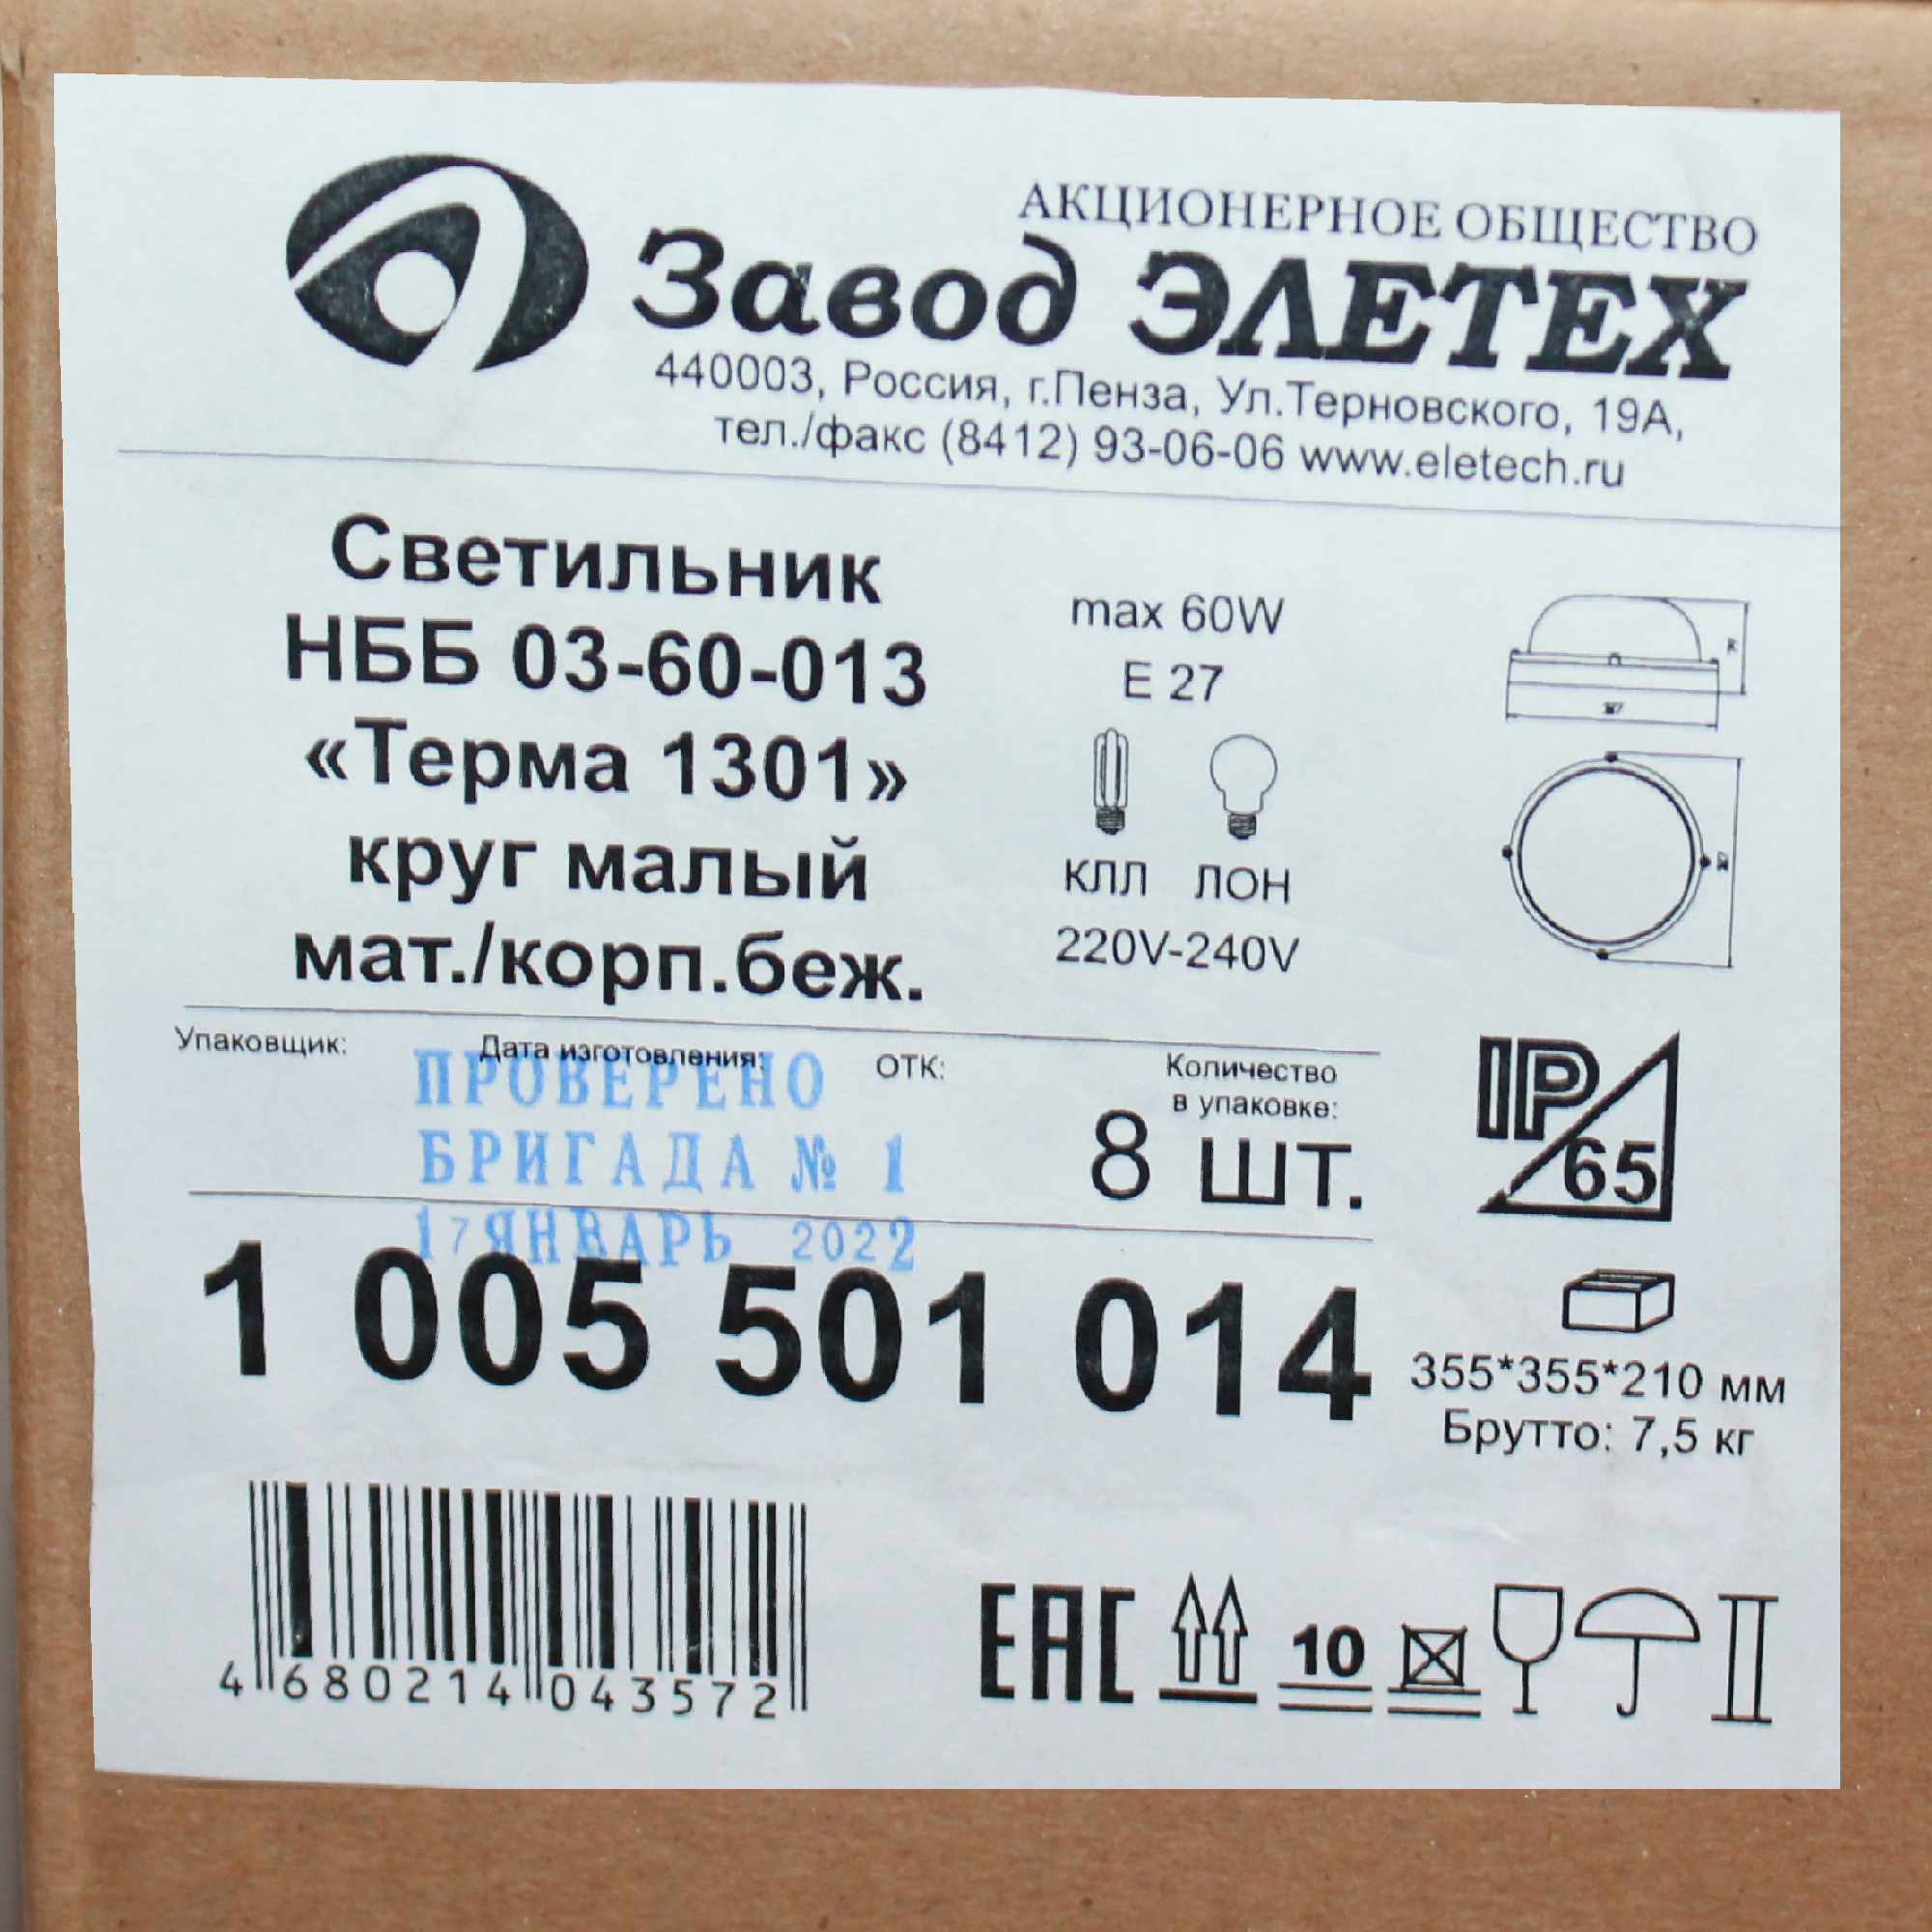 АКЦИОНЕРНОЕ ОБЩЕСТВО
Завод ЭЛЕТЕХ
440003, Россия, г.Пенза, Ул.Терновского, 19А,
тел./факс (8412) 93-06-06 www.eletech.ru
Светильник
НББ 03-60-013
«Терма 1301»
круг малый
мат./корп.беж.
max 60W
E 27
КЛЛ ЛОН
220V-240V
Упаковщик: Дата изготовления: ОТК: Количество
в упаковке:
8 шт.
ПРОВЕРЕНО
БРИГАДА № 1
17 ЯНВАРЬ 2022
IP 65
1 005 501 014
355*355*210 мм
Брутто: 7,5 кг
4 680214 043572
EAC
10